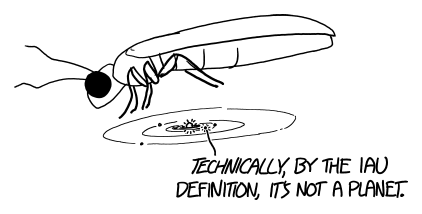 TECHNICALLY, BY THE IAU
DEFINITION, IT'S NOT A PLANET.